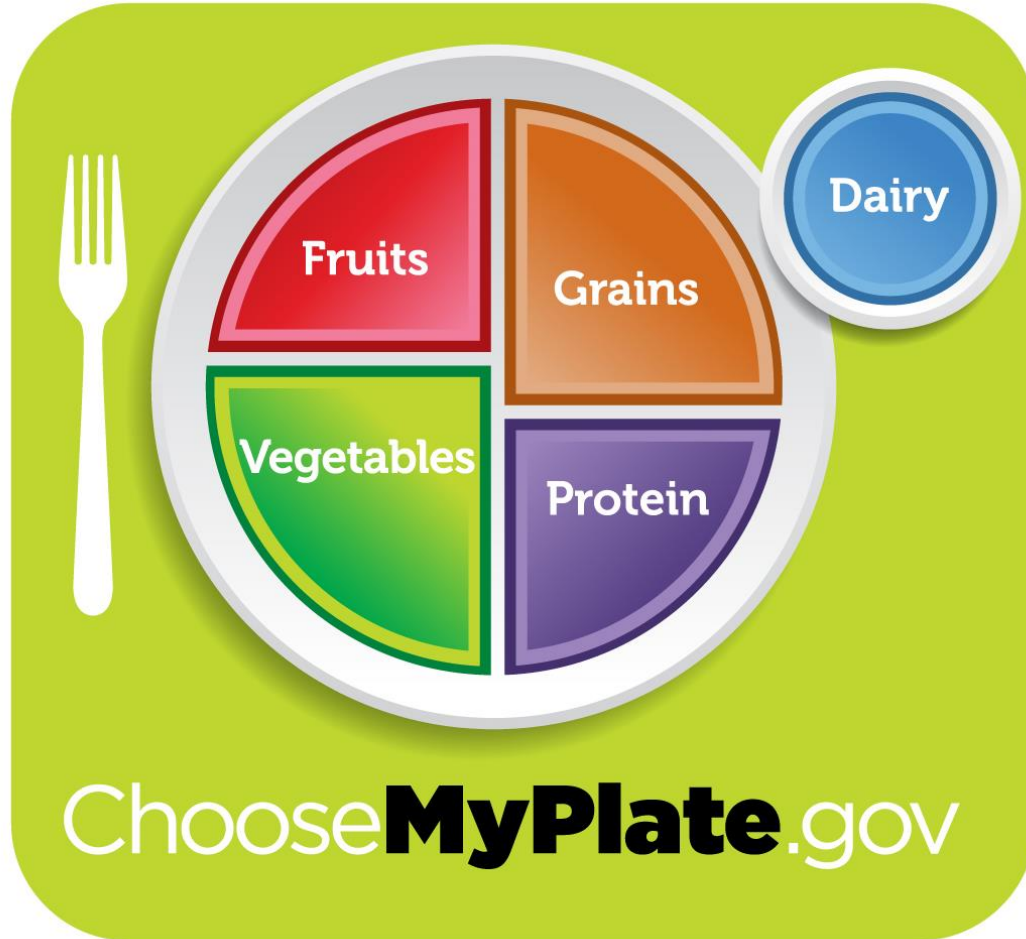 Fruits
Grains
Dairy
Vegetables
Protein
ChooseMyPlate.gov